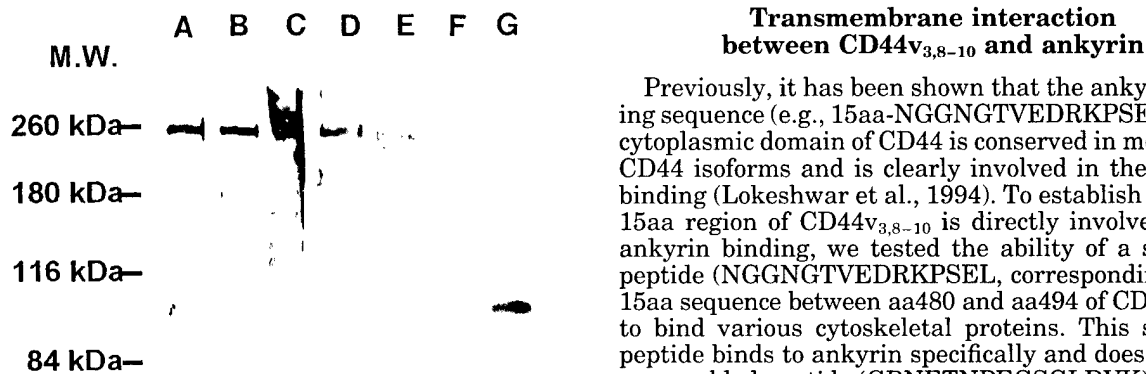 A B C D E F G
M.W.
260 kDa
180 kDa
116 kDa
84 kDa
Transmembrane interaction
between CD44v3,8–10 and ankyrin
Previously, it has been shown that the anky
ing sequence (e.g., 15aa-NGGNGTVEDRKPSE
cytoplasmic domain of CD44 is conserved in m
CD44 isoforms and is clearly involved in the
binding (Lokeshwar et al., 1994). To establish
15aa region of CD44v3,8–10 is directly involve
ankyrin binding, we tested the ability of a s
peptide (NGGNGTVEDRKPSEL, correspondi
15aa sequence between aa480 and aa494 of CD
to bind various cytoskeletal proteins. This s
peptide binds to ankyrin specifically and does